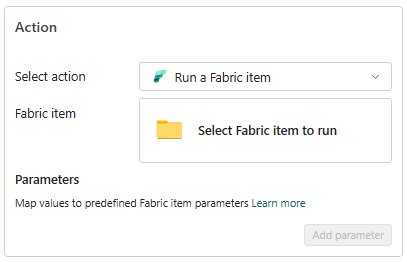 Action
Select action
Run a Fabric item
Fabric item
Select Fabric item to run
Parameters
Map values to predefined Fabric item parameters Learn more
Add parameter